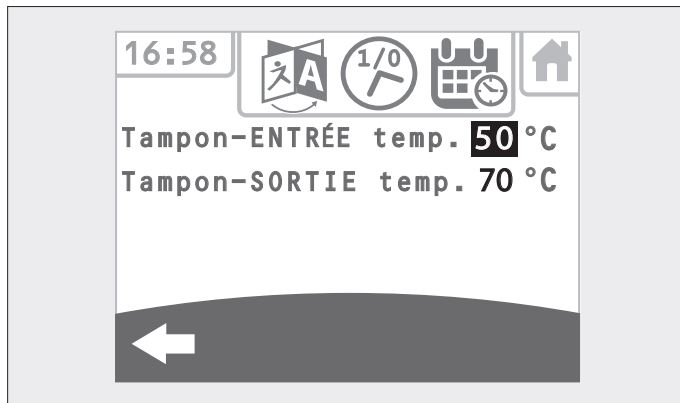 16:58
A
1/0
Tampon-ENTRÉE temp. 50 °C
Tampon-SORTIE temp. 70 °C